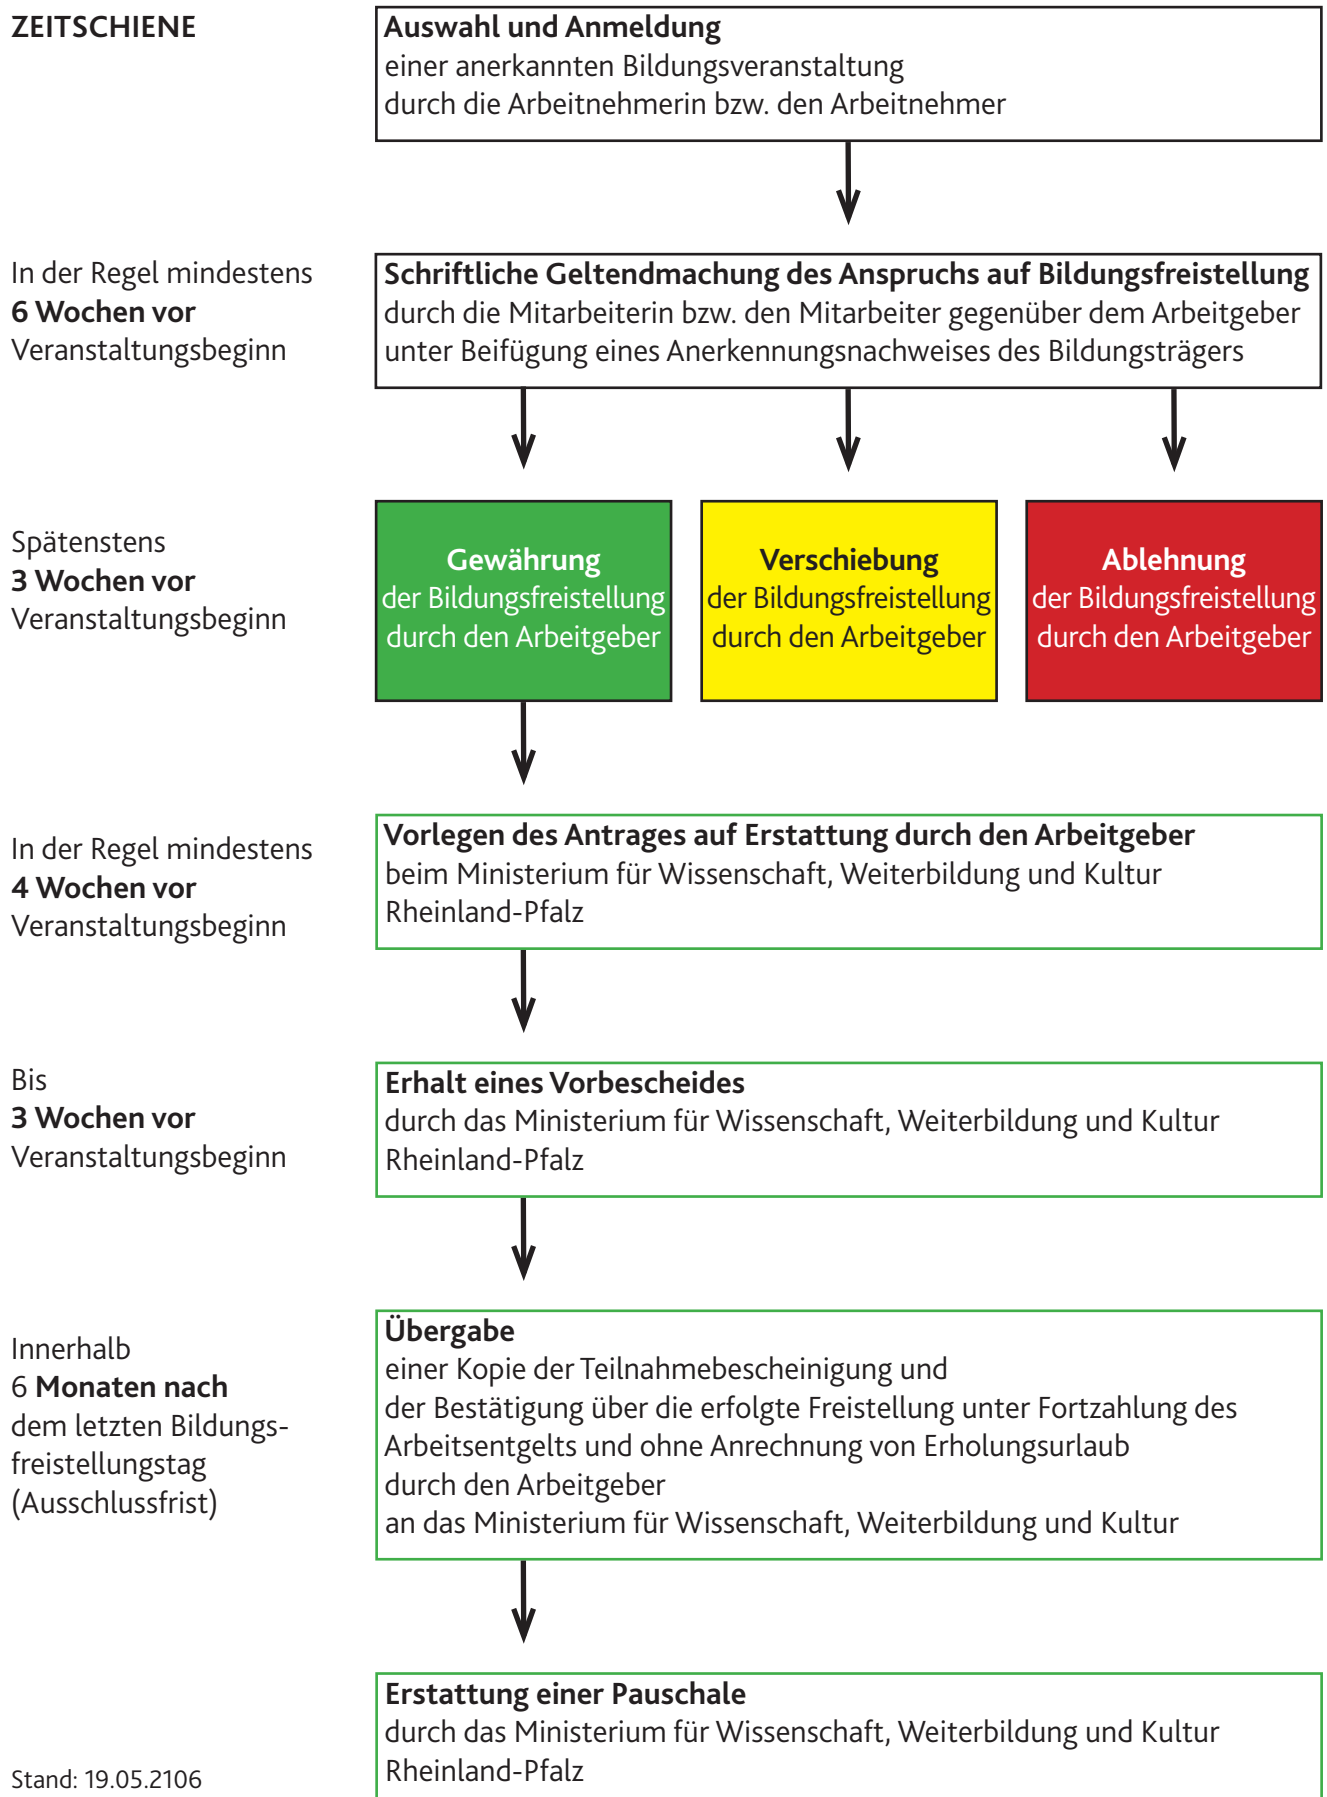 ZEITSCHIENE
Auswahl und Anmeldung
einer anerkannten Bildungsveranstaltung
durch die Arbeitnehmerin bzw. den Arbeitnehmer
In der Regel mindestens
6 Wochen vor
Veranstaltungsbeginn
Schriftliche Geltendmachung des Anspruchs auf Bildungsfreistellung
durch die Mitarbeiterin bzw. den Mitarbeiter gegenüber dem Arbeitgeber
unter Beifügung eines Anerkennungsnachweises des Bildungsträgers
Spätenstens
3 Wochen vor
Veranstaltungsbeginn
Gewährung
der Bildungsfreistellung
durch den Arbeitgeber
Verschiebung
der Bildungsfreistellung
durch den Arbeitgeber
Ablehnung
der Bildungsfreistellung
durch den Arbeitgeber
In der Regel mindestens
4 Wochen vor
Veranstaltungsbeginn
Vorlegen des Antrages auf Erstattung durch den Arbeitgeber
beim Ministerium für Wissenschaft, Weiterbildung und Kultur
Rheinland-Pfalz
Bis
3 Wochen vor
Veranstaltungsbeginn
Erhalt eines Vorbescheides
durch das Ministerium für Wissenschaft, Weiterbildung und Kultur
Rheinland-Pfalz
Innerhalb
6 Monaten nach
dem letzten Bildungs-
freistellungstag
(Ausschlussfrist)
Übergabe
einer Kopie der Teilnahmebescheinigung und
der Bestätigung über die erfolgte Freistellung unter Fortzahlung des
Arbeitsentgelts und ohne Anrechnung von Erholungsurlaub
durch den Arbeitgeber
an das Ministerium für Wissenschaft, Weiterbildung und Kultur
Erstattung einer Pauschale
durch das Ministerium für Wissenschaft, Weiterbildung und Kultur
Rheinland-Pfalz
Stand: 19.05.2106